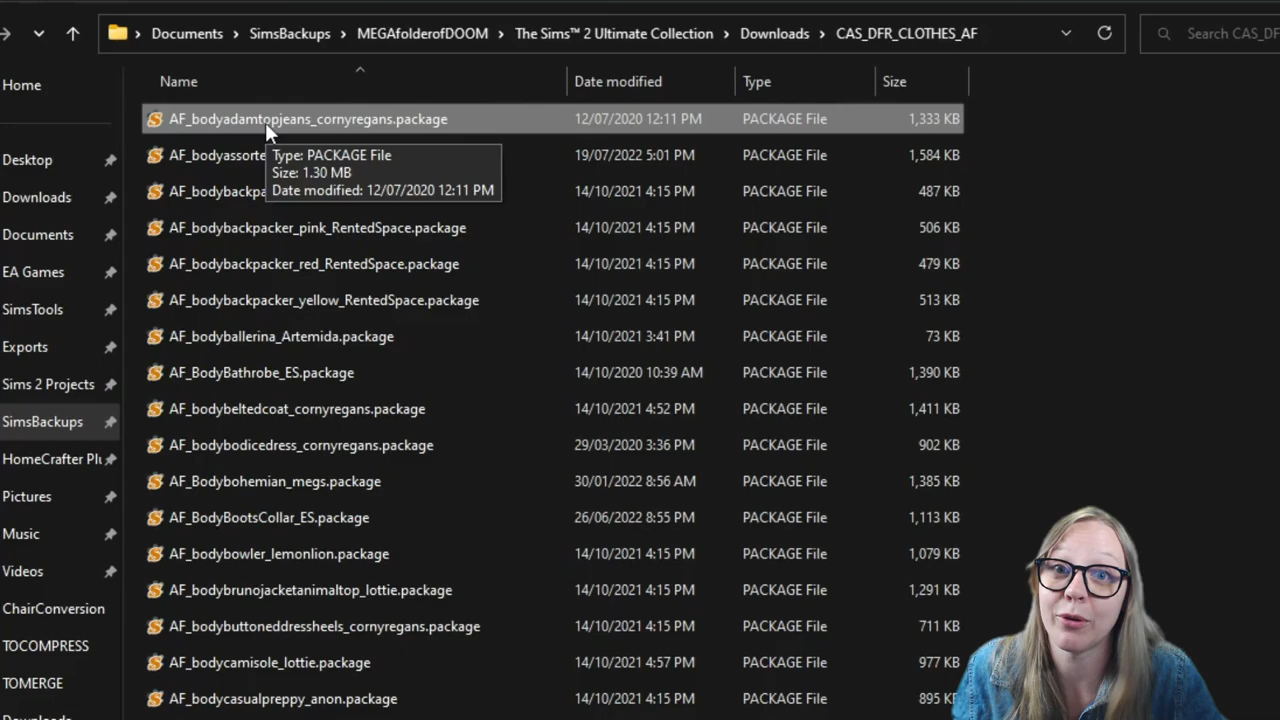 Documents > SimsBackups > MEGAfolderofDOOM > The Sims™ 2 Ultimate Collection > Downloads > CAS_DFR_CLOTHES_AF
Search CAS_DF
Home
Desktop
Downloads
Documents
EA Games
SimsTools
Exports
Sims 2 Projects
SimsBackups
HomeCrafter Plu
Pictures
Music
Videos
ChairConversion
TOCOMPRESS
TOMERGE
Downloads
Name Date modified Type Size
AF_bodyadamtopjeans_cornyregans.package 12/07/2020 12:11 PM PACKAGE File 1,333 KB
AF_bodyassorte 19/07/2022 5:01 PM PACKAGE File 1,584 KB
AF_bodybackpa 14/10/2021 4:15 PM PACKAGE File 487 KB
Type: PACKAGE File
Size: 1.30 MB
Date modified: 12/07/2020 12:11 PM
AF_bodybackpacker_pink_RentedSpace.package 14/10/2021 4:15 PM PACKAGE File 506 KB
AF_bodybackpacker_red_RentedSpace.package 14/10/2021 4:15 PM PACKAGE File 479 KB
AF_bodybackpacker_yellow_RentedSpace.package 14/10/2021 4:15 PM PACKAGE File 513 KB
AF_bodyballerina_Artemida.package 14/10/2021 3:41 PM PACKAGE File 73 KB
AF_BodyBathrobe_ES.package 14/10/2020 10:39 AM PACKAGE File 1,390 KB
AF_bodybeltedcoat_cornyregans.package 14/10/2021 4:52 PM PACKAGE File 1,411 KB
AF_bodybodicedress_cornyregans.package 29/03/2020 3:36 PM PACKAGE File 902 KB
AF_Bodybohemian_megs.package 30/01/2022 8:56 AM PACKAGE File 1,385 KB
AF_BodyBootsCollar_ES.package 26/06/2022 8:55 PM PACKAGE File 1,113 KB
AF_bodybowler_lemonlion.package 14/10/2021 4:15 PM PACKAGE File 1,079 KB
AF_bodybrunojacketanimaltop_lottie.package 14/10/2021 4:15 PM PACKAGE File 1,291 KB
AF_bodybuttoneddressheels_cornyregans.package 14/10/2021 4:15 PM PACKAGE File 711 KB
AF_bodycamisole_lottie.package 14/10/2021 4:57 PM PACKAGE File 977 KB
AF_bodycasualpreppy_anon.package 14/10/2021 4:15 PM PACKAGE File 895 K